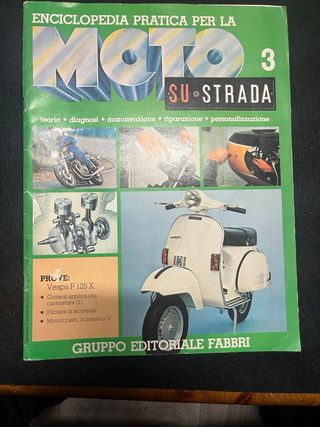 ENCICLOPEDIA PRATICA PER LA
MOTO
3
SU STRADA
teoria • diagnosi • manutenzione • riparazione • personalizzazione
PROVE:
Vespa P 125 X
• Come si applica una
carenatura (2)
• Pilotare in sicurezza
• Motori piatti, in linea e a V
GRUPPO EDITORIALE FABBRI